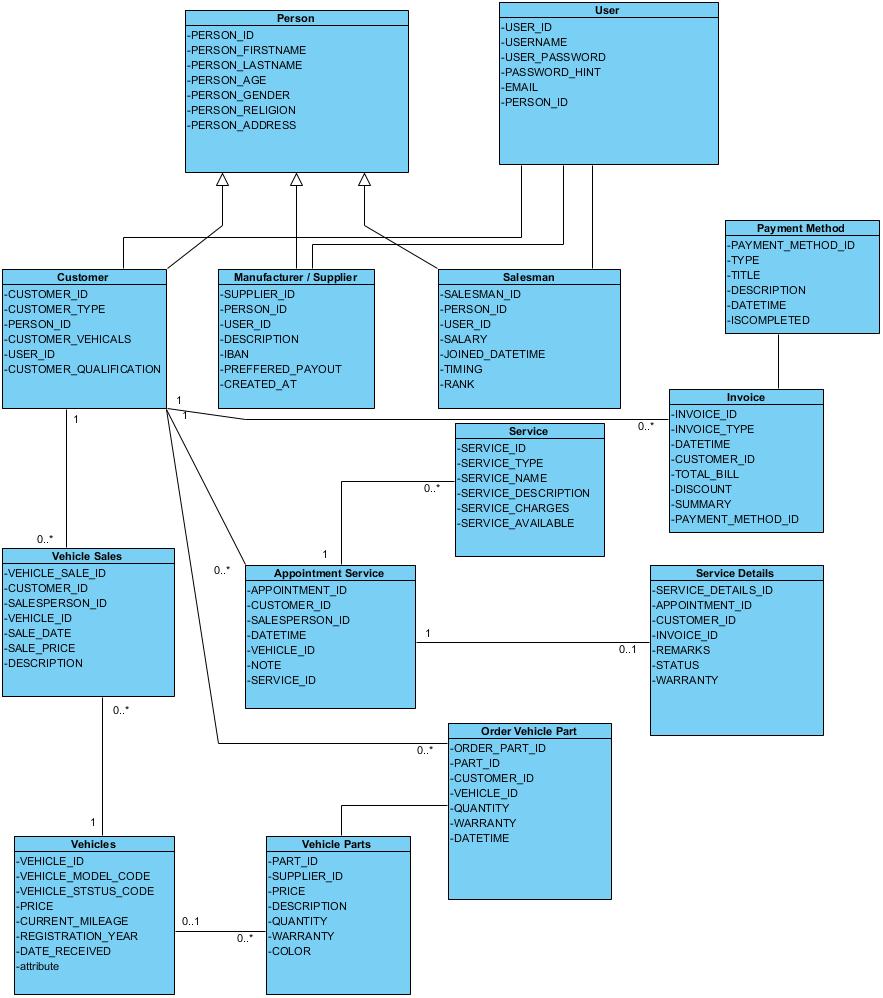 Person
-PERSON_ID
-PERSON_FIRSTNAME
-PERSON_LASTNAME
-PERSON_AGE
-PERSON_GENDER
-PERSON_RELIGION
-PERSON_ADDRESS
User
-USER_ID
-USERNAME
-USER_PASSWORD
-PASSWORD_HINT
-EMAIL
-PERSON_ID
Payment Method
-PAYMENT_METHOD_ID
-TYPE
-TITLE
-DESCRIPTION
-DATETIME
-ISCOMPLETED
Customer
-CUSTOMER_ID
-CUSTOMER_TYPE
-PERSON_ID
-CUSTOMER_VEHICALS
-USER_ID
-CUSTOMER_QUALIFICATION
Manufacturer / Supplier
-SUPPLIER_ID
-PERSON_ID
-USER_ID
-DESCRIPTION
-IBAN
-PREFFERED_PAYOUT
-CREATED_AT
Salesman
-SALESMAN_ID
-PERSON_ID
-USER_ID
-SALARY
-JOINED_DATETIME
-TIMING
-RANK
1
1
1
0..*
Invoice
-INVOICE_ID
-INVOICE_TYPE
-DATETIME
-CUSTOMER_ID
-TOTAL_BILL
-DISCOUNT
-SUMMARY
-PAYMENT_METHOD_ID
Service
-SERVICE_ID
-SERVICE_TYPE
-SERVICE_NAME
-SERVICE_DESCRIPTION
-SERVICE_CHARGES
-SERVICE_AVAILABLE
0..*
1
0..*
0..*
Vehicle Sales
-VEHICLE_SALE_ID
-CUSTOMER_ID
-SALESPERSON_ID
-VEHICLE_ID
-SALE_DATE
-SALE_PRICE
-DESCRIPTION
Appointment Service
-APPOINTMENT_ID
-CUSTOMER_ID
-SALESPERSON_ID
-DATETIME
-VEHICLE_ID
-NOTE
-SERVICE_ID
1
0..1
Service Details
-SERVICE_DETAILS_ID
-APPOINTMENT_ID
-CUSTOMER_ID
-INVOICE_ID
-REMARKS
-STATUS
-WARRANTY
0..*
1
0..*
Order Vehicle Part
-ORDER_PART_ID
-PART_ID
-CUSTOMER_ID
-VEHICLE_ID
-QUANTITY
-WARRANTY
-DATETIME
Vehicles
-VEHICLE_ID
-VEHICLE_MODEL_CODE
-VEHICLE_STSTUS_CODE
-PRICE
-CURRENT_MILEAGE
-REGISTRATION_YEAR
-DATE_RECEIVED
-attribute
0..1
0..*
Vehicle Parts
-PART_ID
-SUPPLIER_ID
-PRICE
-DESCRIPTION
-QUANTITY
-WARRANTY
-COLOR